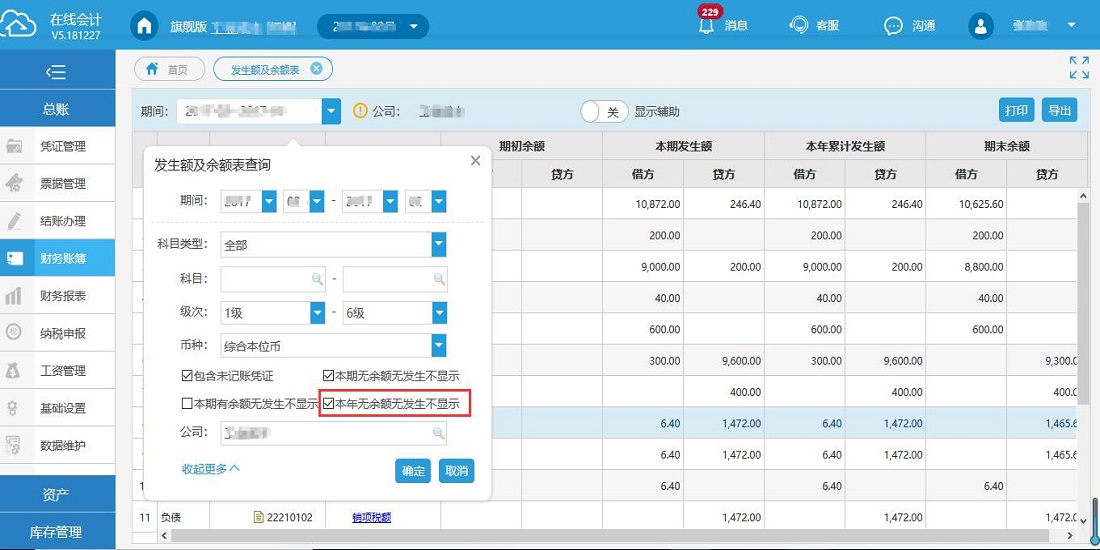 在线会计
V5.181227
旗舰版
229
消息
客服
沟通
首页
发生额及余额表
总账
凭证管理
票据管理
结账办理
财务账簿
财务报表
纳税申报
工资管理
基础设置
数据维护
资产
库存管理
期间:
公司:
关
显示辅助
打印
导出
期初余额 本期发生额 本年累计发生额 期末余额
贷方 借方 贷方 借方 贷方 借方 贷方
发生额及余额表查询
期间: - 
科目类型: 全部
科目: -
级次: 1级 - 6级
币种: 综合本位币
包含未记账凭证 本期无余额无发生不显示
本期有余额无发生不显示 本年无余额无发生不显示
公司:
收起更多 确定 取消
10,872.00 246.40 10,872.00 246.40 10,625.60
200.00 200.00 200.00
9,000.00 200.00 9,000.00 200.00 8,800.00
40.00 40.00 40.00
600.00 600.00 600.00
300.00 9,600.00 300.00 9,600.00 9,300.0
400.00 400.00 400.0
6.40 1,472.00 6.40 1,472.00 1,465.6
6.40 1,472.00 6.40 1,472.00 1,465.6
6.40 6.40 6.40
11 负债 22210102 销项税额 1,472.00 1,472.00 1,472.0